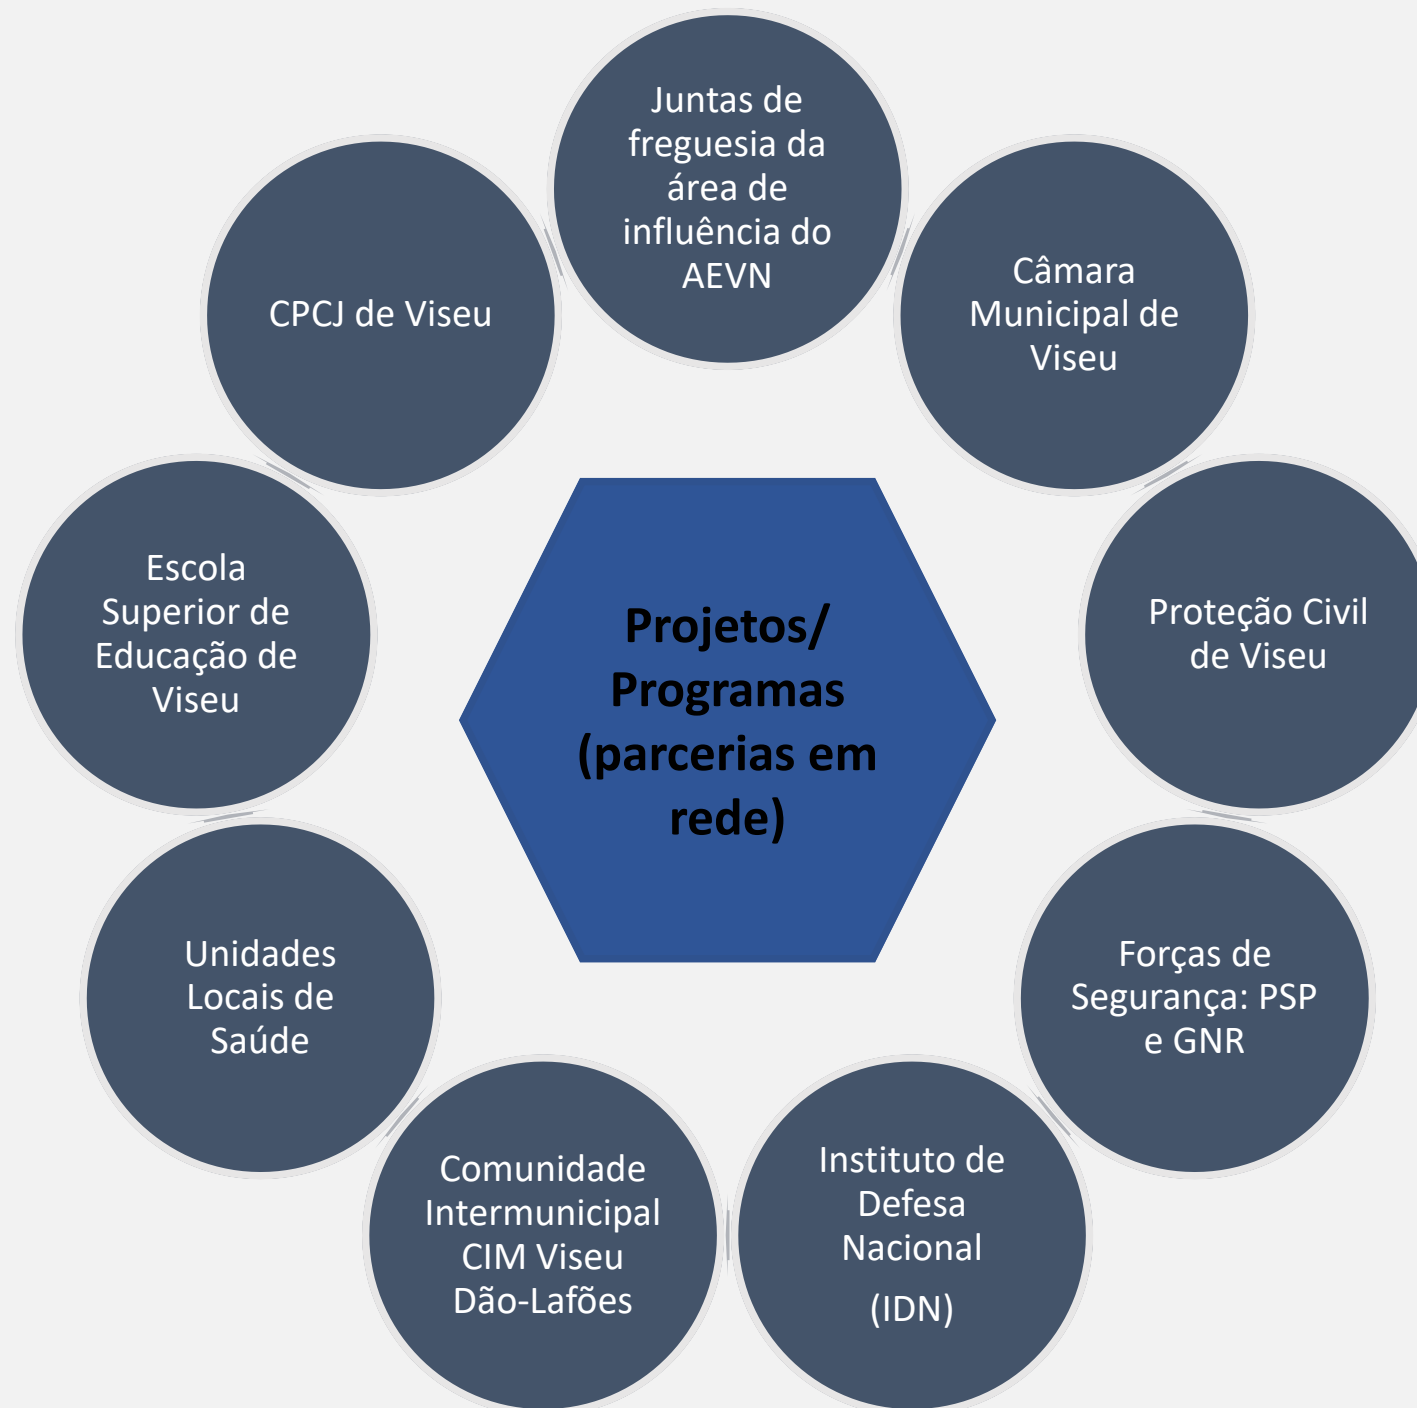 Juntas de
freguesia da
área de
influência do
AEVN
Câmara
Municipal de
Viseu
Proteção Civil
de Viseu
Forças de
Segurança: PSP
e GNR
Instituto de
Defesa
Nacional
(IDN)
Comunidade
Intermunicipal
CIM Viseu
Dão-Lafões
Unidades
Locais de
Saúde
Escola
Superior de
Educação de
Viseu
CPCJ de Viseu
Projetos/
Programas
(parcerias em
rede)